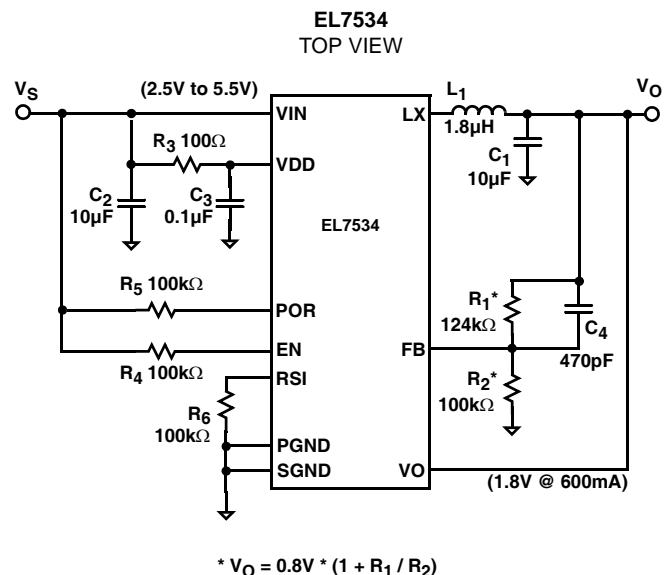 EL7534
TOP VIEW
VS
(2.5V to 5.5V)
VIN
LX
L1
1.8µH
VO
R3 100Ω
VDD
C1
10µF
C2
10µF
C3
0.1µF
EL7534
R5 100kΩ
POR
R1*
124kΩ
C4
470pF
EN
FB
R4 100kΩ
RSI
R2*
100kΩ
R6
100kΩ
PGND
SGND
VO
(1.8V @ 600mA)
* VO = 0.8V * (1 + R1 / R2)